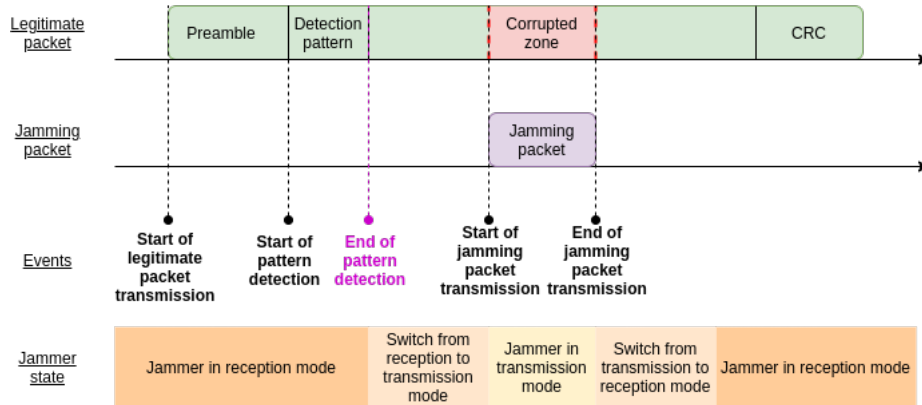 Legitimate
packet
Preamble
Detection
pattern
Corrupted
zone
CRC
Jamming
packet
Jamming
packet
Events
Start of
legitimate
packet
transmission
Start of
pattern
detection
End of
pattern
detection
Start of
jamming
packet
transmission
End of
jamming
packet
transmission
Jammer
state
Jammer in reception mode
Switch from
reception to
transmission
mode
Jammer in
transmission
mode
Switch from
transmission to
reception mode
Jammer in reception mode